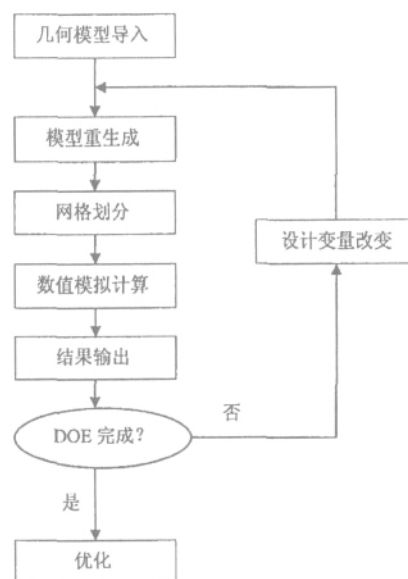 几何模型导入
模型重生成
网格划分
设计变量改变
数值模拟计算
结果输出
否
DOE 完成？
是
优化